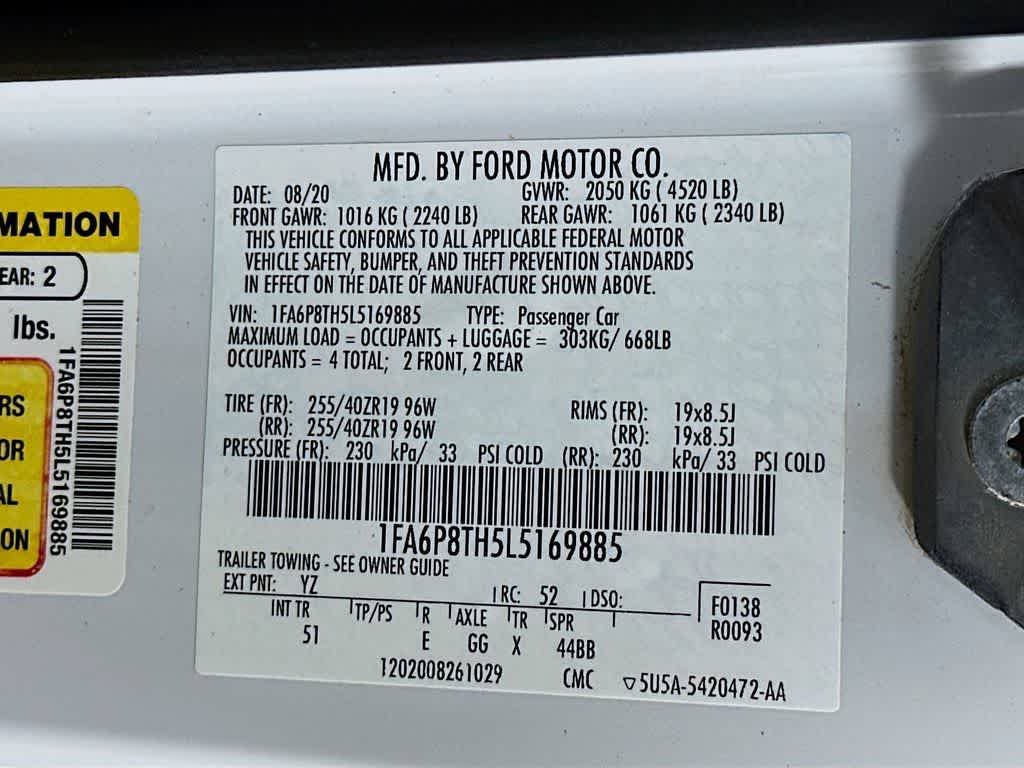 MFD. BY FORD MOTOR CO.
DATE: 08/20 GVWR: 2050 KG ( 4520 LB)
FRONT GAWR: 1016 KG ( 2240 LB) REAR GAWR: 1061 KG ( 2340 LB)
THIS VEHICLE CONFORMS TO ALL APPLICABLE FEDERAL MOTOR
VEHICLE SAFETY, BUMPER, AND THEFT PREVENTION STANDARDS
IN EFFECT ON THE DATE OF MANUFACTURE SHOWN ABOVE.
VIN: 1FA6P8TH5L5169885 TYPE: Passenger Car
MAXIMUM LOAD = OCCUPANTS + LUGGAGE = 303KG/ 668LB
OCCUPANTS = 4 TOTAL; 2 FRONT, 2 REAR
TIRE (FR): 255/40ZR19 96W RIMS (FR): 19x8.5J
(RR): 255/40ZR19 96W (RR): 19x8.5J
PRESSURE (FR): 230 kPa/ 33 PSI COLD (RR): 230 kPa/ 33 PSI COLD
1FA6P8TH5L5169885
TRAILER TOWING - SEE OWNER GUIDE
EXT PNT: YZ RC: 52 DSO: F0138
INT TR TP/PS R AXLE TR SPR R0093
51 E GG X 44BB
1202008261029 CMC ▽5U5A-5420472-AA
MATION
EAR: 2
lbs.
1FA6P8TH5L5169885
RS
OR
AL
ON